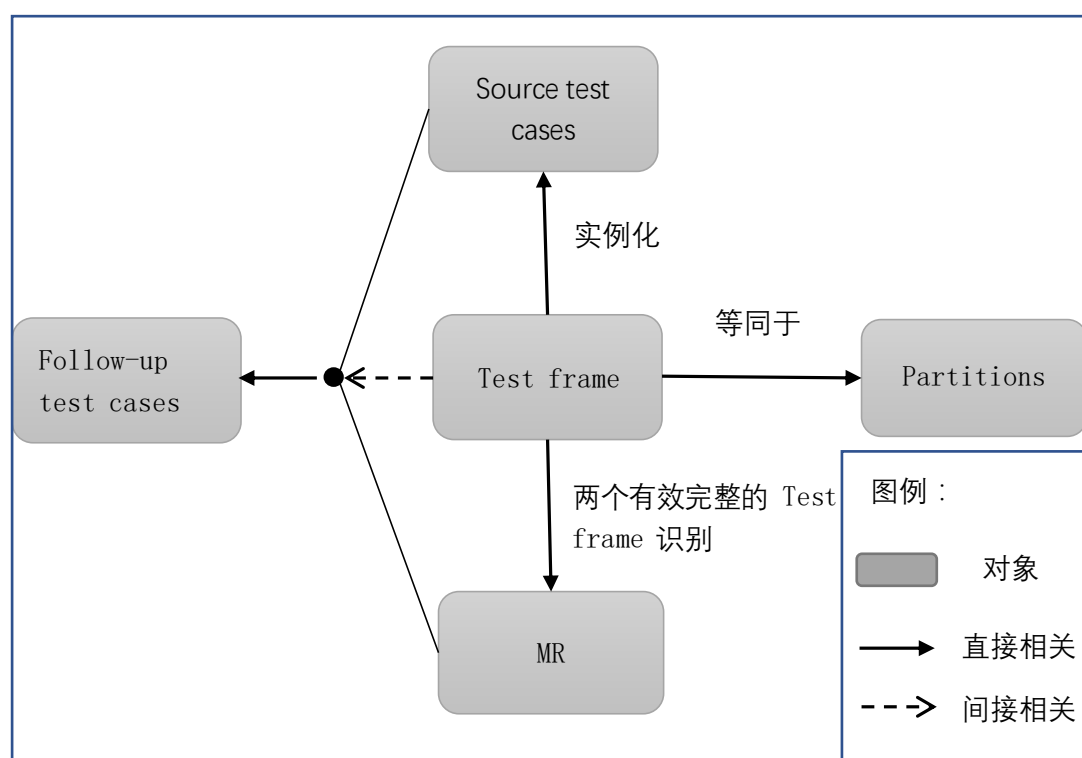 Source test
cases
实例化
等同于
Follow-up
test cases
Test frame
Partitions
两个有效完整的 Test
frame 识别
MR
图例：
对象
直接相关
间接相关